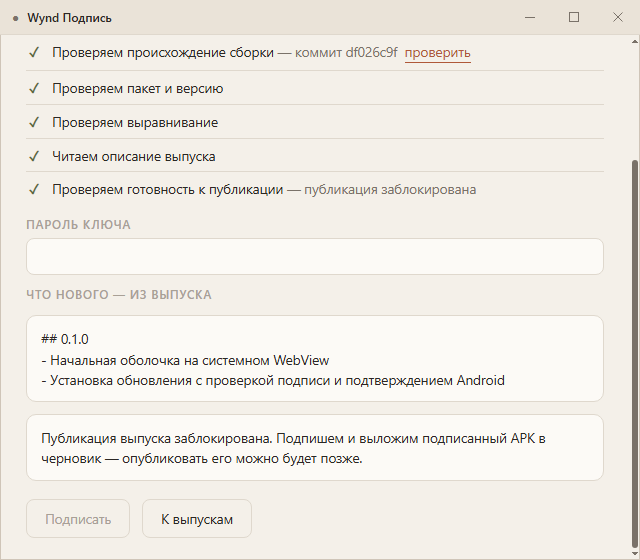 Wynd Подпись
Проверяем происхождение сборки — коммит df026c9f проверить
Проверяем пакет и версию
Проверяем выравнивание
Читаем описание выпуска
Проверяем готовность к публикации — публикация заблокирована
ПАРОЛЬ КЛЮЧА
ЧТО НОВОГО — ИЗ ВЫПУСКА
## 0.1.0
- Начальная оболочка на системном WebView
- Установка обновления с проверкой подписи и подтверждением Android
Публикация выпуска заблокирована. Подпишем и выложим подписанный APK в
черновик — опубликовать его можно будет позже.
Подписать
К выпускам